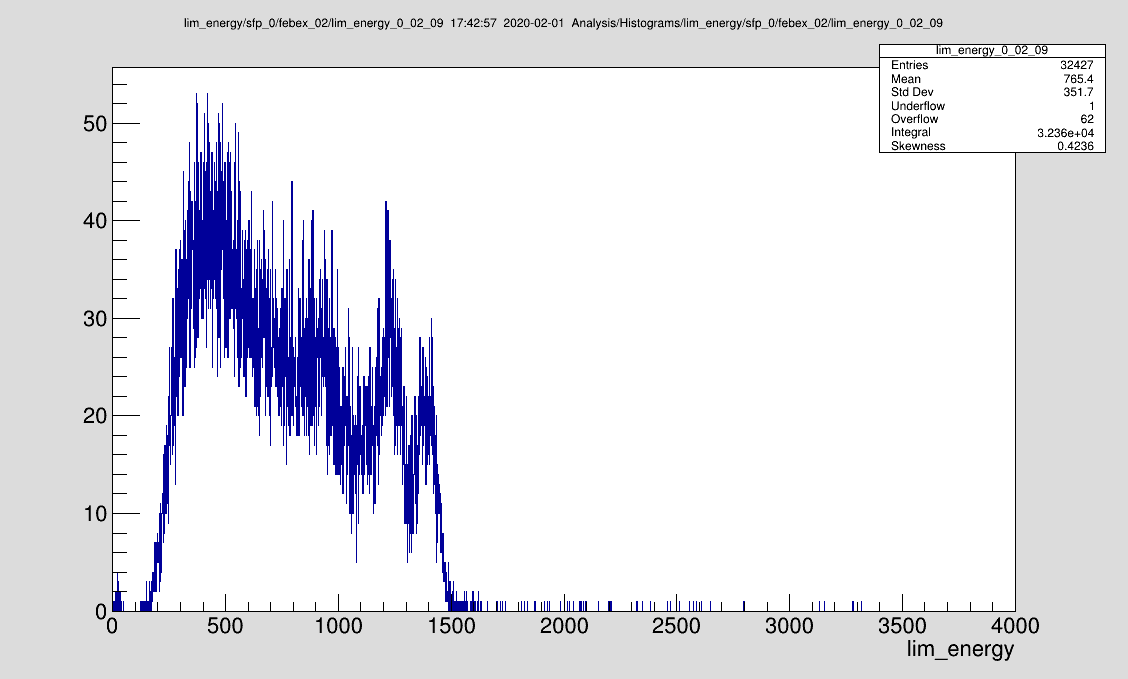 lim_energy/sfp_0/febex_02/lim_energy_0_02_09  17:42:57  2020-02-01  Analysis/Histograms/lim_energy/sfp_0/febex_02/lim_energy_0_02_09
lim_energy_0_02_09
Entries 32427
Mean 765.4
Std Dev 351.7
Underflow 1
Overflow 62
Integral 3.236e+04
Skewness 0.4236
50
40
30
20
10
0
0 500 1000 1500 2000 2500 3000 3500 4000
lim_energy